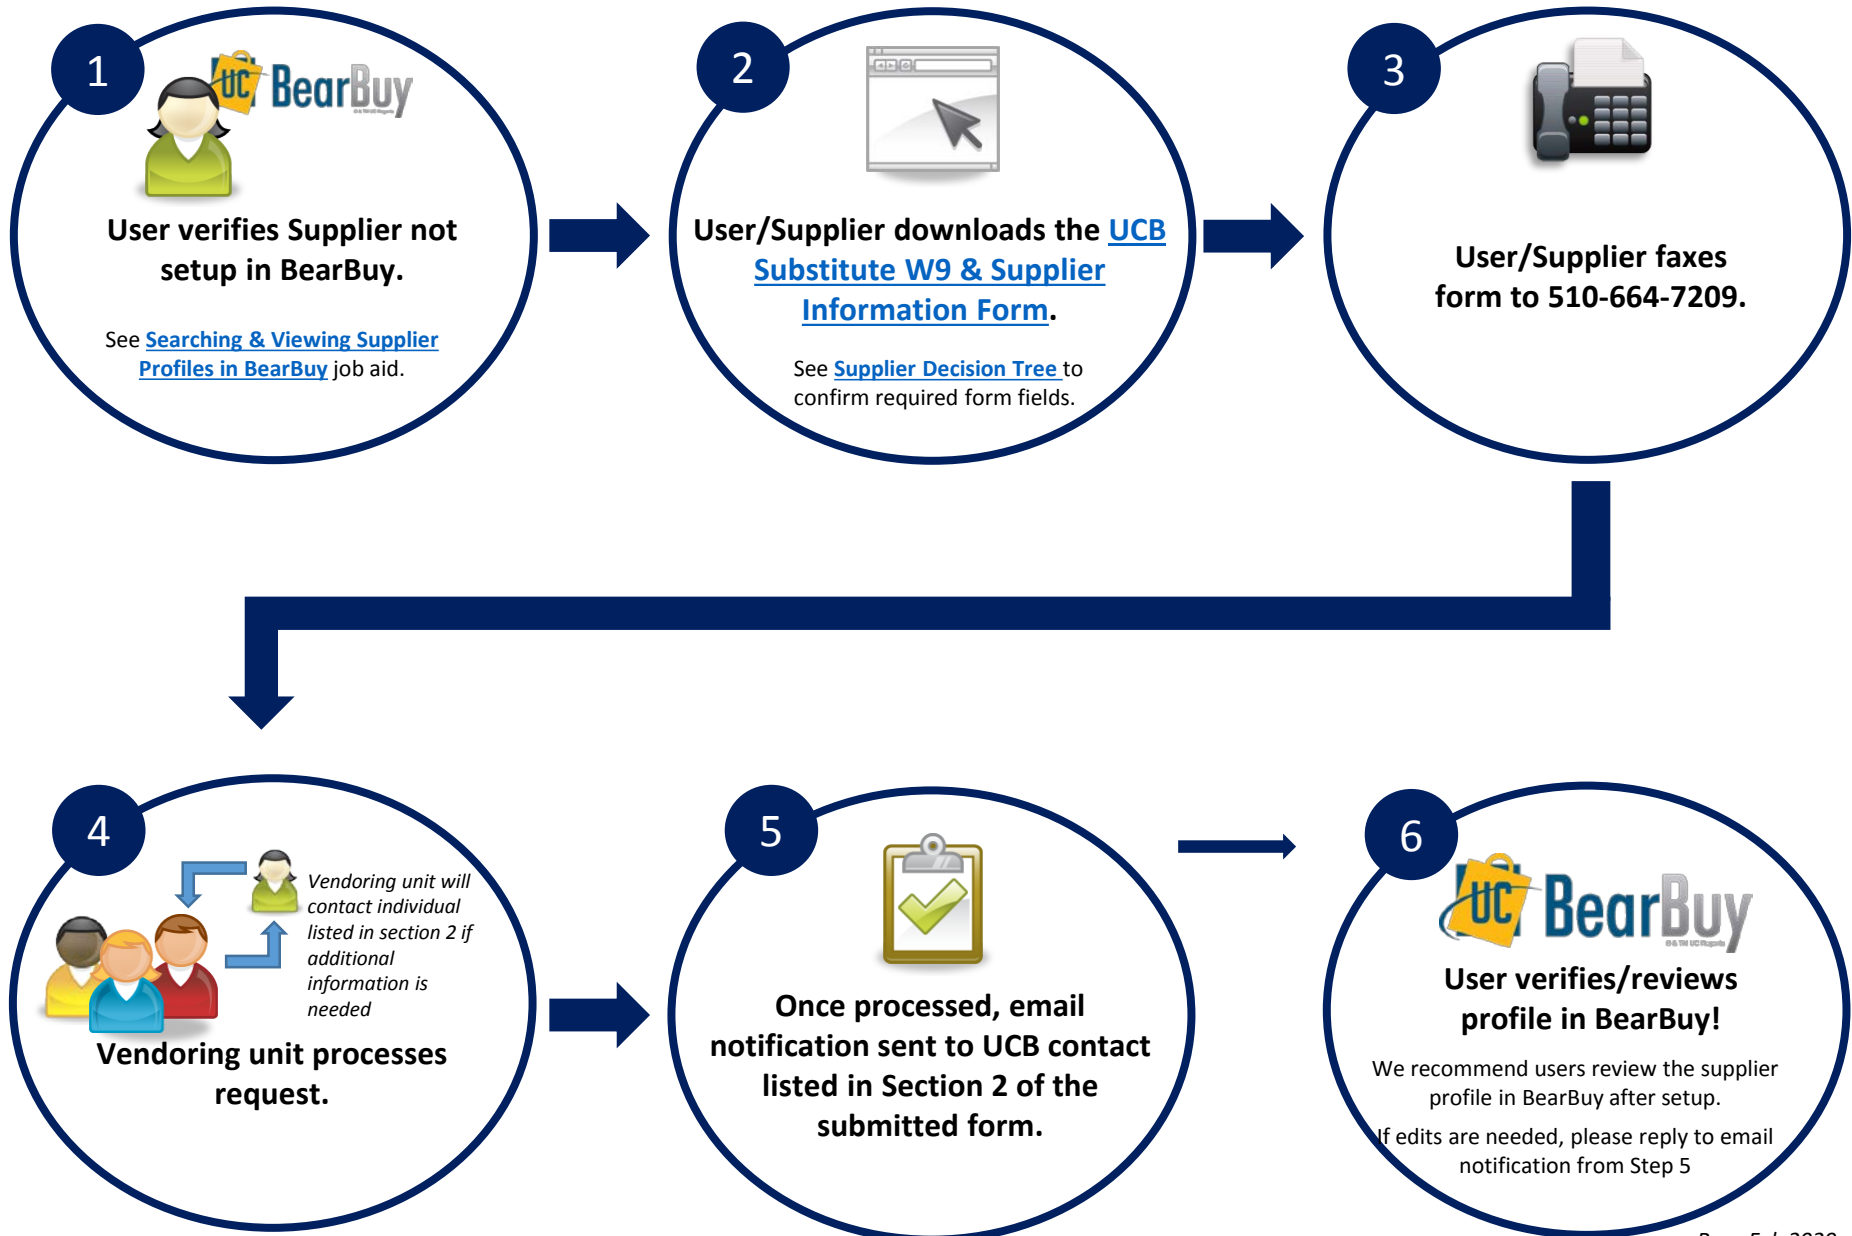 1
UC BearBuy
User verifies Supplier not
setup in BearBuy.
See Searching & Viewing Supplier
Profiles in BearBuy job aid.
2
User/Supplier downloads the UCB
Substitute W9 & Supplier
Information Form.
See Supplier Decision Tree to
confirm required form fields.
3
User/Supplier faxes
form to 510-664-7209.
4
Vendoring unit will
contact individual
listed in section 2 if
additional
information is
needed
Vendoring unit processes
request.
5
Once processed, email
notification sent to UCB contact
listed in Section 2 of the
submitted form.
6
UC BearBuy
© & TM UC Regents
User verifies/reviews
profile in BearBuy!
We recommend users review the supplier
profile in BearBuy after setup.
If edits are needed, please reply to email
notification from Step 5